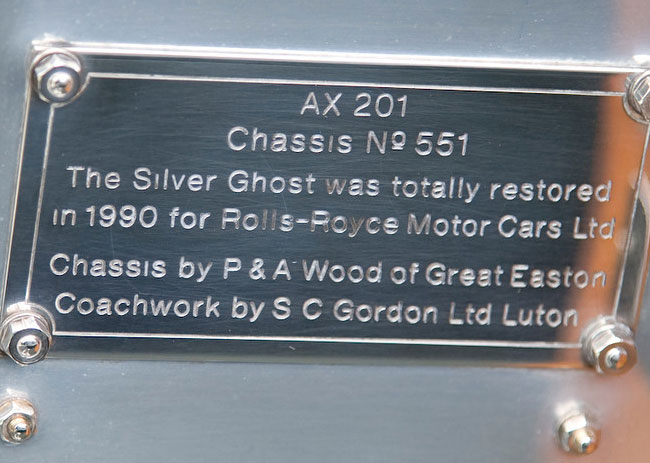 AX 201
Chassis Nº 551
The Silver Ghost was totally restored
in 1990 for Rolls-Royce Motor Cars Ltd
Chassis by P & A Wood of Great Easton
Coachwork by S C Gordon Ltd Luton